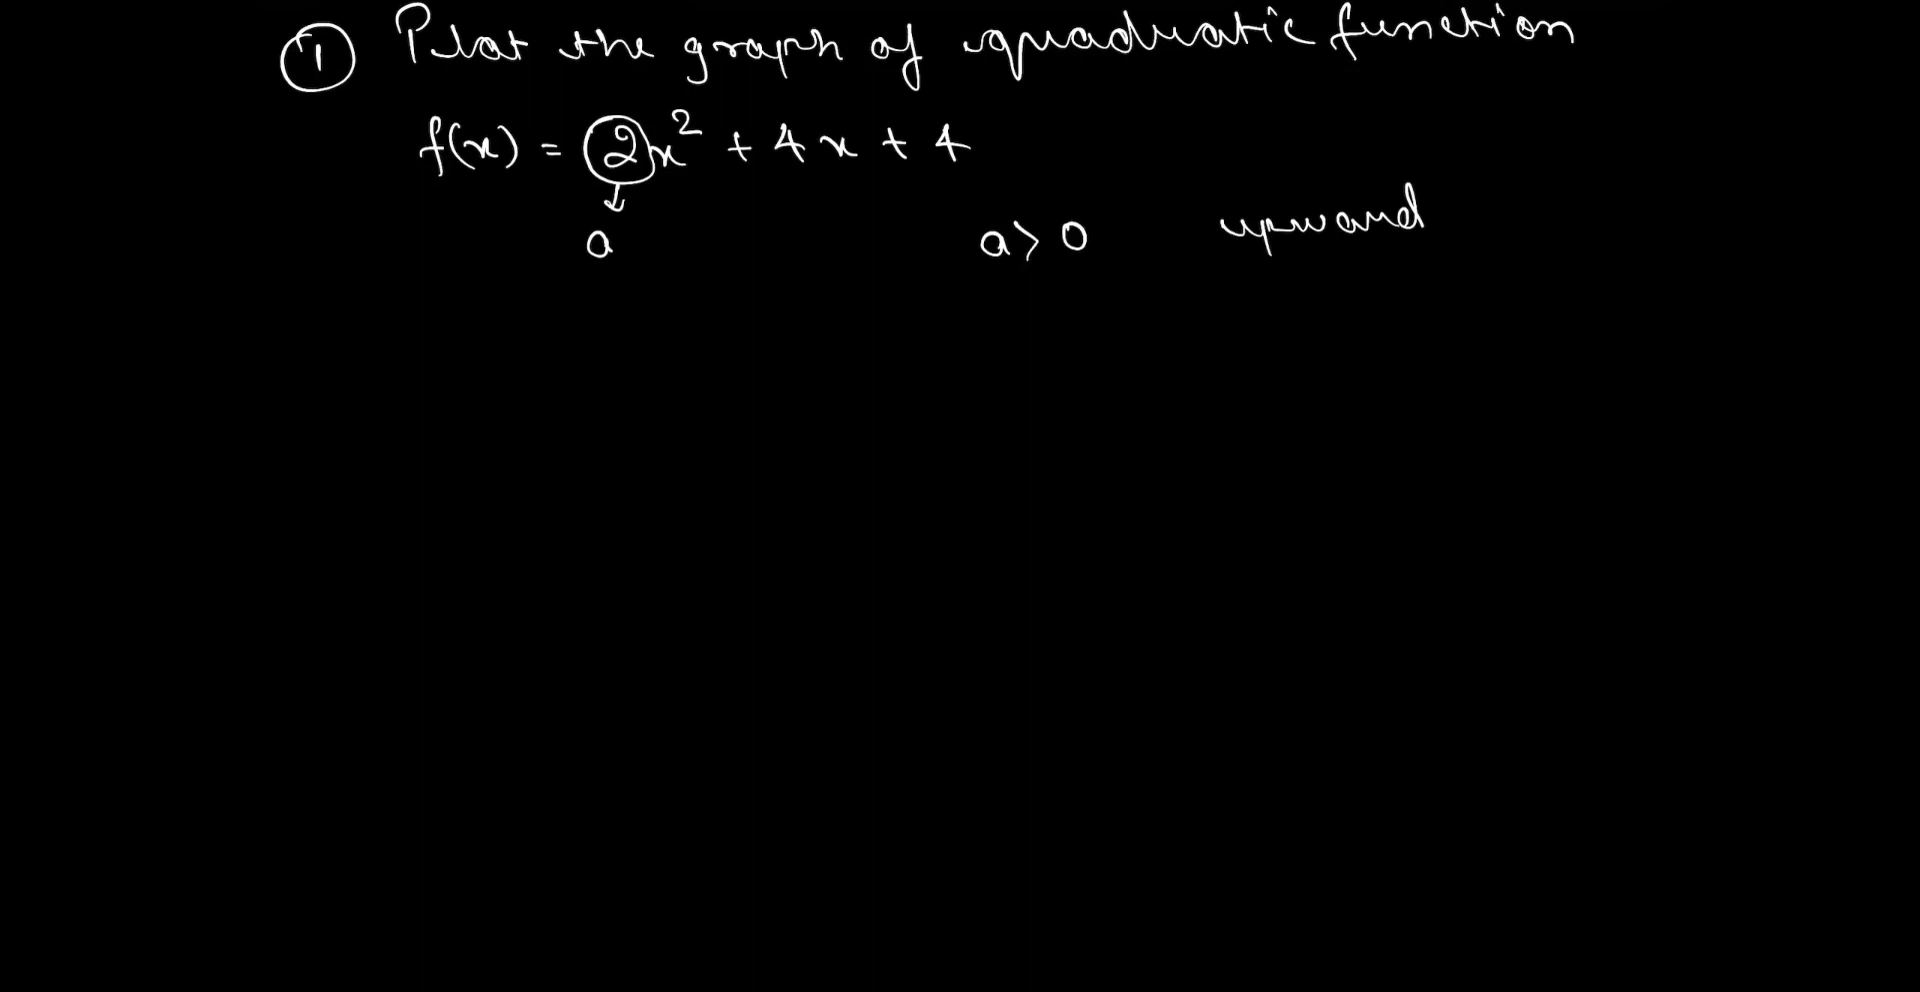 ① Plot the graph of quadratic function
f(x) = 2x² + 4x + 4
↓
a a > 0 upward